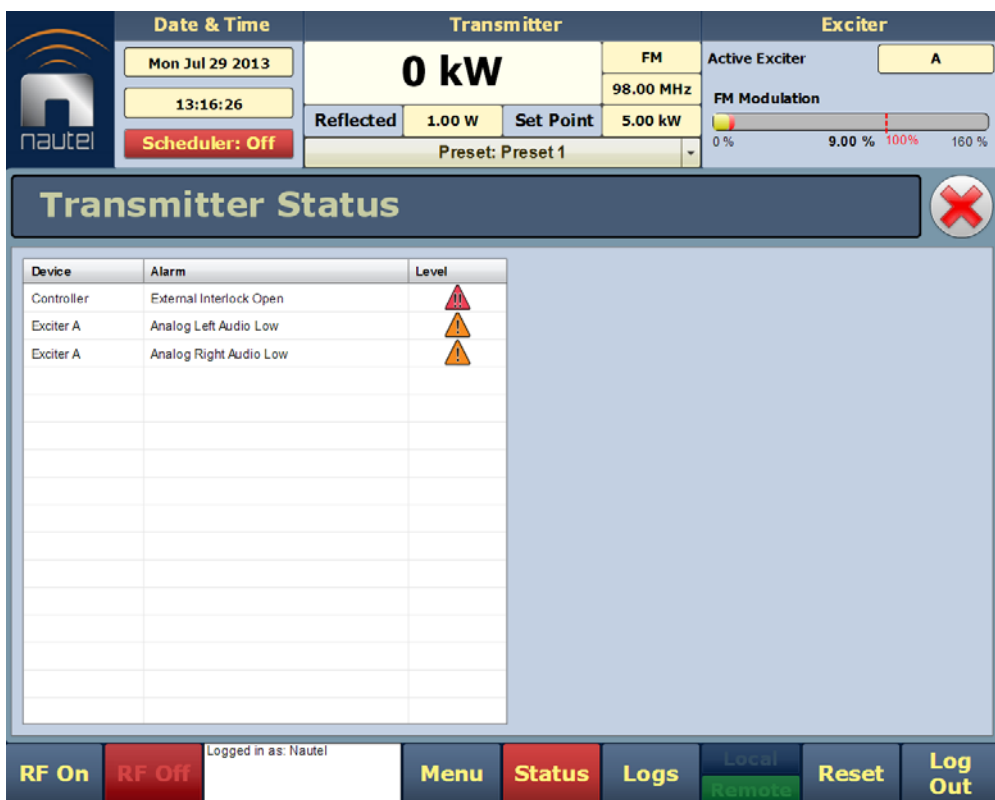 Date & Time
Transmitter
Exciter
Mon Jul 29 2013
0 kW
FM
Active Exciter
A
98.00 MHz
FM Modulation
13:16:26
Reflected
1.00 W
Set Point
5.00 kW
nautel
Scheduler: Off
Preset: Preset 1
0 %
9.00 %
100%
160 %
Transmitter Status
Device Alarm Level
Controller External Interlock Open
Exciter A Analog Left Audio Low
Exciter A Analog Right Audio Low
RF On
RF Off
Logged in as: Nautel
Menu
Status
Logs
Local
Remote
Reset
Log
Out